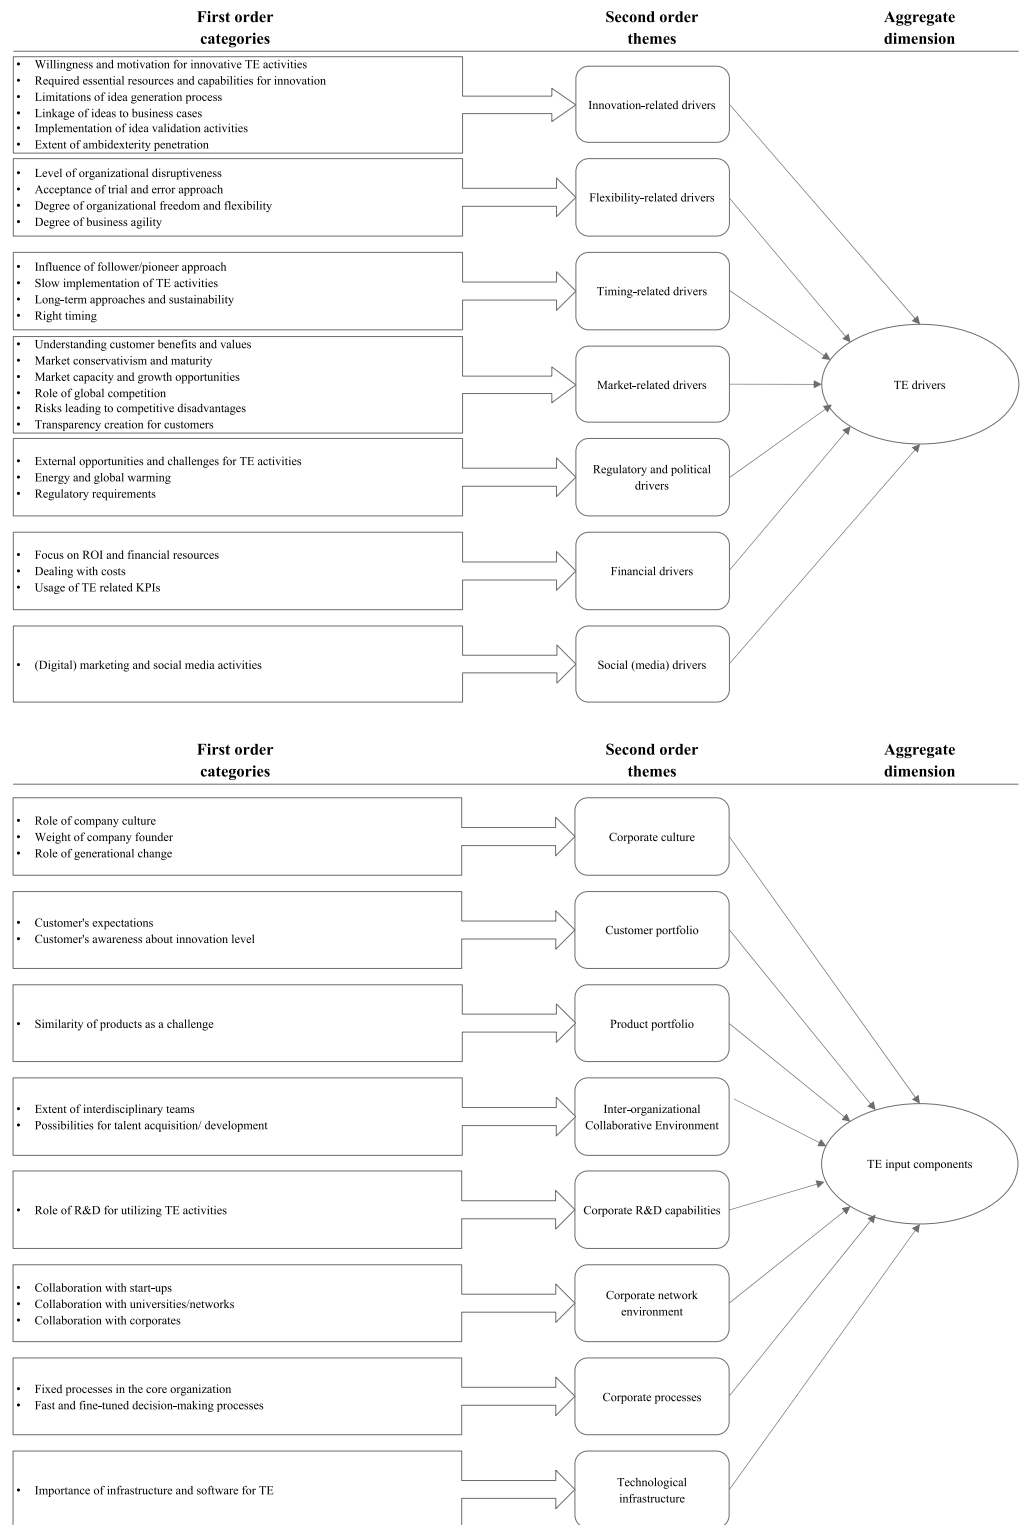 First order
categories
Second order
themes
Aggregate
dimension
• Willingness and motivation for innovative TE activities
• Required essential resources and capabilities for innovation
• Limitations of idea generation process
• Linkage of ideas to business cases
• Implementation of idea validation activities
• Extent of ambidexterity penetration
Innovation-related drivers
• Level of organizational disruptiveness
• Acceptance of trial and error approach
• Degree of organizational freedom and flexibility
• Degree of business agility
Flexibility-related drivers
• Influence of follower/pioneer approach
• Slow implementation of TE activities
• Long-term approaches and sustainability
• Right timing
Timing-related drivers
• Understanding customer benefits and values
• Market conservativism and maturity
• Market capacity and growth opportunities
• Role of global competition
• Risks leading to competitive disadvantages
• Transparency creation for customers
Market-related drivers
TE drivers
• External opportunities and challenges for TE activities
• Energy and global warming
• Regulatory requirements
Regulatory and political
drivers
• Focus on ROI and financial resources
• Dealing with costs
• Usage of TE related KPIs
Financial drivers
• (Digital) marketing and social media activities
Social (media) drivers
First order
categories
Second order
themes
Aggregate
dimension
• Role of company culture
• Weight of company founder
• Role of generational change
Corporate culture
• Customer's expectations
• Customer's awareness about innovation level
Customer portfolio
• Similarity of products as a challenge
Product portfolio
• Extent of interdisciplinary teams
• Possibilities for talent acquisition/ development
Inter-organizational
Collaborative Environment
TE input components
• Role of R&D for utilizing TE activities
Corporate R&D capabilities
• Collaboration with start-ups
• Collaboration with universities/networks
• Collaboration with corporates
Corporate network
environment
• Fixed processes in the core organization
• Fast and fine-tuned decision-making processes
Corporate processes
• Importance of infrastructure and software for TE
Technological
infrastructure